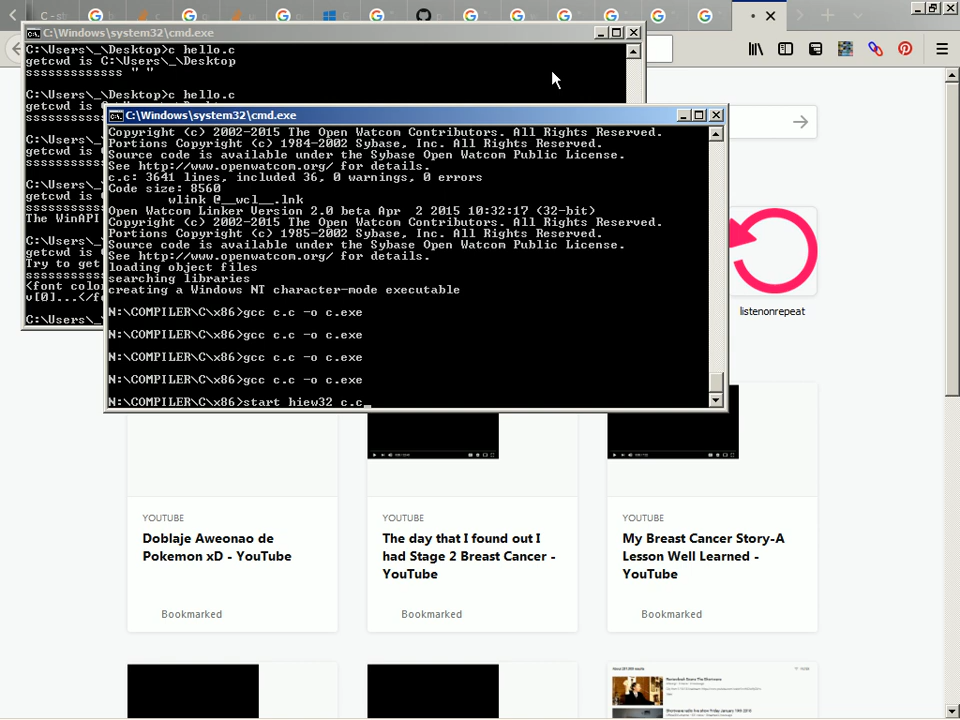 C-s
C:\Windows\system32\cmd.exe
C:\Users\_\Desktop>c hello.c
getcwd is C:\Users\_\Desktop
sssssssssssss " "
C:\Users\_\Desktop>c hello.c
getcwd is C
sssssssssss
C:\Users\_
getcwd is C
sssssssssss
C:\Users\_
getcwd is C
sssssssssss
The WinAPI
C:\Users\_
getcwd is C
Try to get
sssssssssss
<font colo
v[0]...</f
C:\Users\_
C:\Windows\system32\cmd.exe
Copyright (c) 2002-2015 The Open Watcom Contributors. All Rights Reserved.
Portions Copyright (c) 1984-2002 Sybase, Inc. All Rights Reserved.
Source code is available under the Sybase Open Watcom Public License.
See http://www.openwatcom.org/ for details.
c.c: 3641 lines, included 36, 0 warnings, 0 errors
Code size: 8560
wlink @__wcl__.lnk
Open Watcom Linker Version 2.0 beta Apr  2 2015 10:32:17 (32-bit)
Copyright (c) 2002-2015 The Open Watcom Contributors. All Rights Reserved.
Portions Copyright (c) 1985-2002 Sybase, Inc. All Rights Reserved.
Source code is available under the Sybase Open Watcom Public License.
See http://www.openwatcom.org/ for details.
loading object files
searching libraries
creating a Windows NT character-mode executable
N:\COMPILER\C\x86>gcc c.c -o c.exe
N:\COMPILER\C\x86>gcc c.c -o c.exe
N:\COMPILER\C\x86>gcc c.c -o c.exe
N:\COMPILER\C\x86>gcc c.c -o c.exe
N:\COMPILER\C\x86>start hiew32 c.c_
listenonrepeat
YOUTUBE
Doblaje Aweonao de
Pokemon xD - YouTube
Bookmarked
YOUTUBE
The day that I found out I
had Stage 2 Breast Cancer -
YouTube
Bookmarked
YOUTUBE
My Breast Cancer Story-A
Lesson Well Learned -
YouTube
Bookmarked